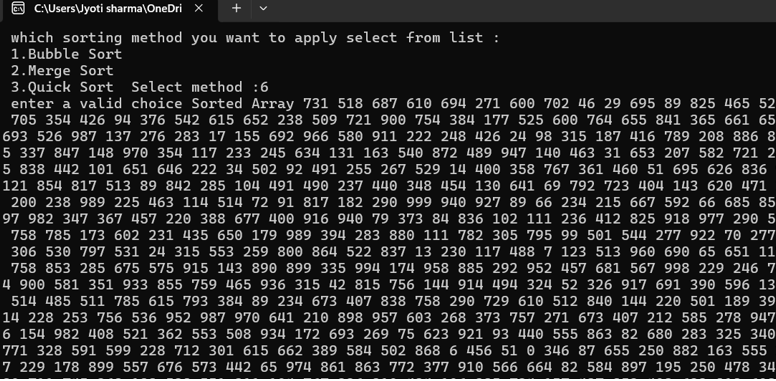 C:\Users\Jyoti sharma\OneDri
which sorting method you want to apply select from list :
1.Bubble Sort
2.Merge Sort
3.Quick Sort  Select method :6
enter a valid choice Sorted Array 731 518 687 610 694 271 600 702 46 29 695 89 825 465 52
705 354 426 94 376 542 615 652 238 509 721 900 754 384 177 525 600 764 655 841 365 661 65
693 526 987 137 276 283 17 155 692 966 580 911 222 248 426 24 98 315 187 416 789 208 886 8
5 337 847 148 970 354 117 233 245 634 131 163 540 872 489 947 140 463 31 653 207 582 721 2
5 838 442 101 651 646 222 34 502 92 491 255 267 529 14 400 358 767 361 460 51 695 626 836
121 854 817 513 89 842 285 104 491 490 237 440 348 454 130 641 69 792 723 404 143 620 471
200 238 989 225 463 114 514 72 91 817 182 290 999 940 927 89 66 234 215 667 592 66 685 85
97 982 347 367 457 220 388 677 400 916 940 79 373 84 836 102 111 236 412 825 918 977 290 5
758 785 173 602 231 435 650 179 989 394 283 880 111 782 305 795 99 501 544 277 922 70 277
306 530 797 531 24 315 553 259 800 864 522 837 13 230 117 488 7 123 513 960 690 65 651 11
758 853 285 675 575 915 143 890 899 335 994 174 958 885 292 952 457 681 567 998 229 246 7
4 900 581 351 933 855 759 465 936 315 42 815 756 144 914 494 324 52 326 917 691 390 596 13
514 485 511 785 615 793 384 89 234 673 407 838 758 290 729 610 512 840 144 220 501 189 39
14 228 253 756 536 952 987 970 641 210 898 957 603 268 373 757 271 673 407 212 585 278 947
6 154 982 408 521 362 553 508 934 172 693 269 75 623 921 93 440 555 863 82 680 283 325 340
771 328 591 599 228 712 301 615 662 389 584 502 868 6 456 51 0 346 87 655 250 882 163 555
7 229 178 899 557 676 573 442 65 974 861 863 772 377 910 566 664 82 584 897 195 250 478 34